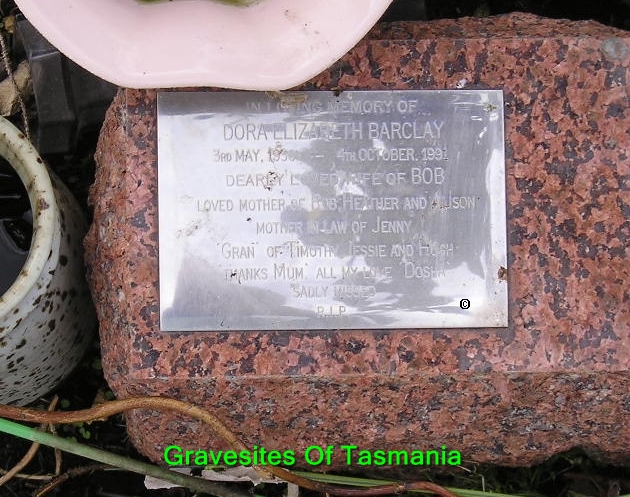 IN LOVING MEMORY OF
DORA ELIZABETH BARCLAY
3RD MAY, — 4TH OCTOBER, 1991
DEARLY LOVED WIFE OF BOB
LOVED MOTHER OF BOB, HEATHER AND ALISON
MOTHER IN LAW OF JENNY
"GRAN" OF TIMOTHY, JESSIE AND HUGH
THANKS MUM ALL MY LOVE "DOSHA"
SADLY MISSED
R.I.P.
©
Gravesites Of Tasmania